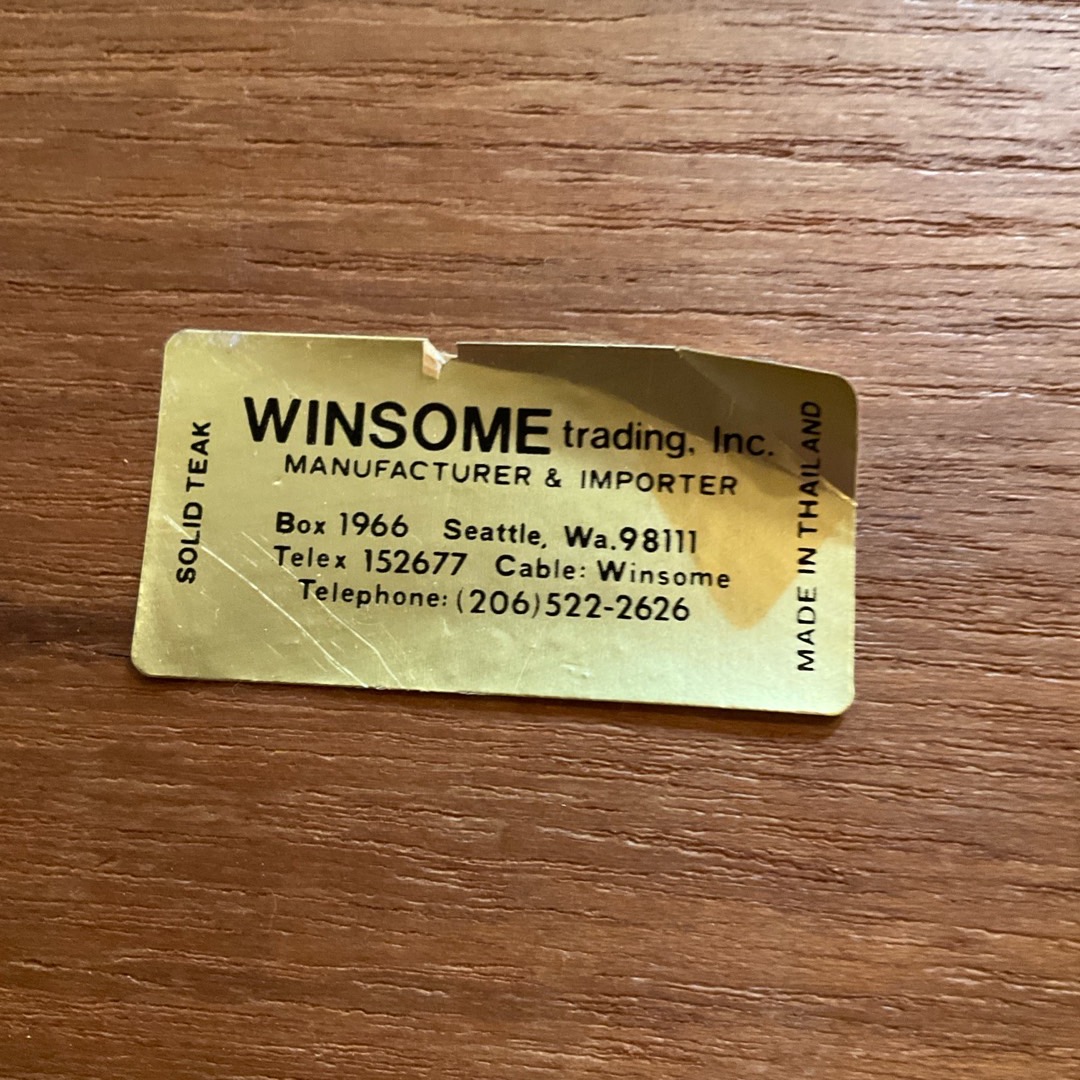 WINSOME trading, Inc.
MANUFACTURER & IMPORTER
Box 1966 Seattle, Wa. 98111
Telex 152677 Cable: Winsome
Telephone: (206) 522-2626
SOLID TEAK
MADE IN THAILAND